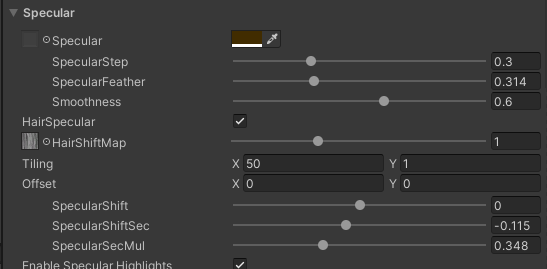 Specular
Specular
SpecularStep 0.3
SpecularFeather 0.314
Smoothness 0.6
HairSpecular
HairShiftMap 1
Tiling X 50 Y 1
Offset X 0 Y 0
SpecularShift 0
SpecularShiftSec -0.115
SpecularSecMul 0.348
Enable Specular Highlights